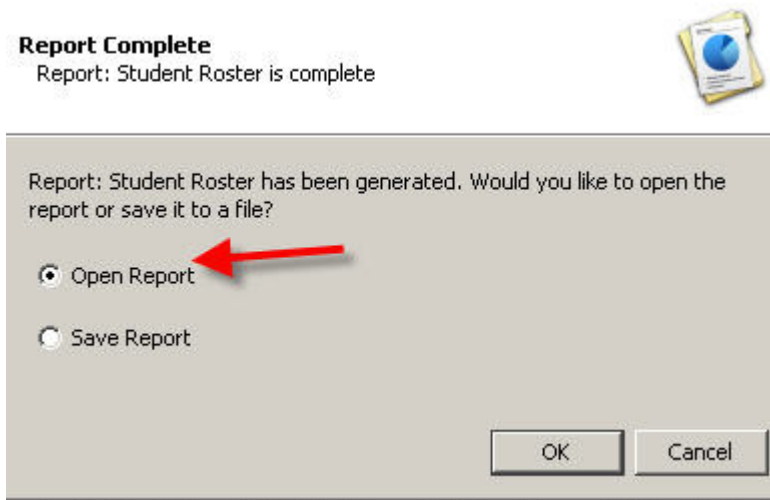 Report Complete
Report: Student Roster is complete
Report: Student Roster has been generated. Would you like to open the
report or save it to a file?
Open Report
Save Report
OK
Cancel